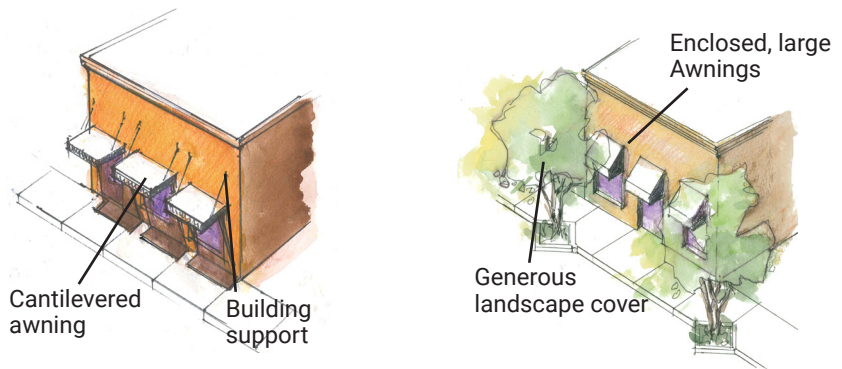 Enclosed, large
Awnings
Cantilevered
awning
Building
support
Generous
landscape cover